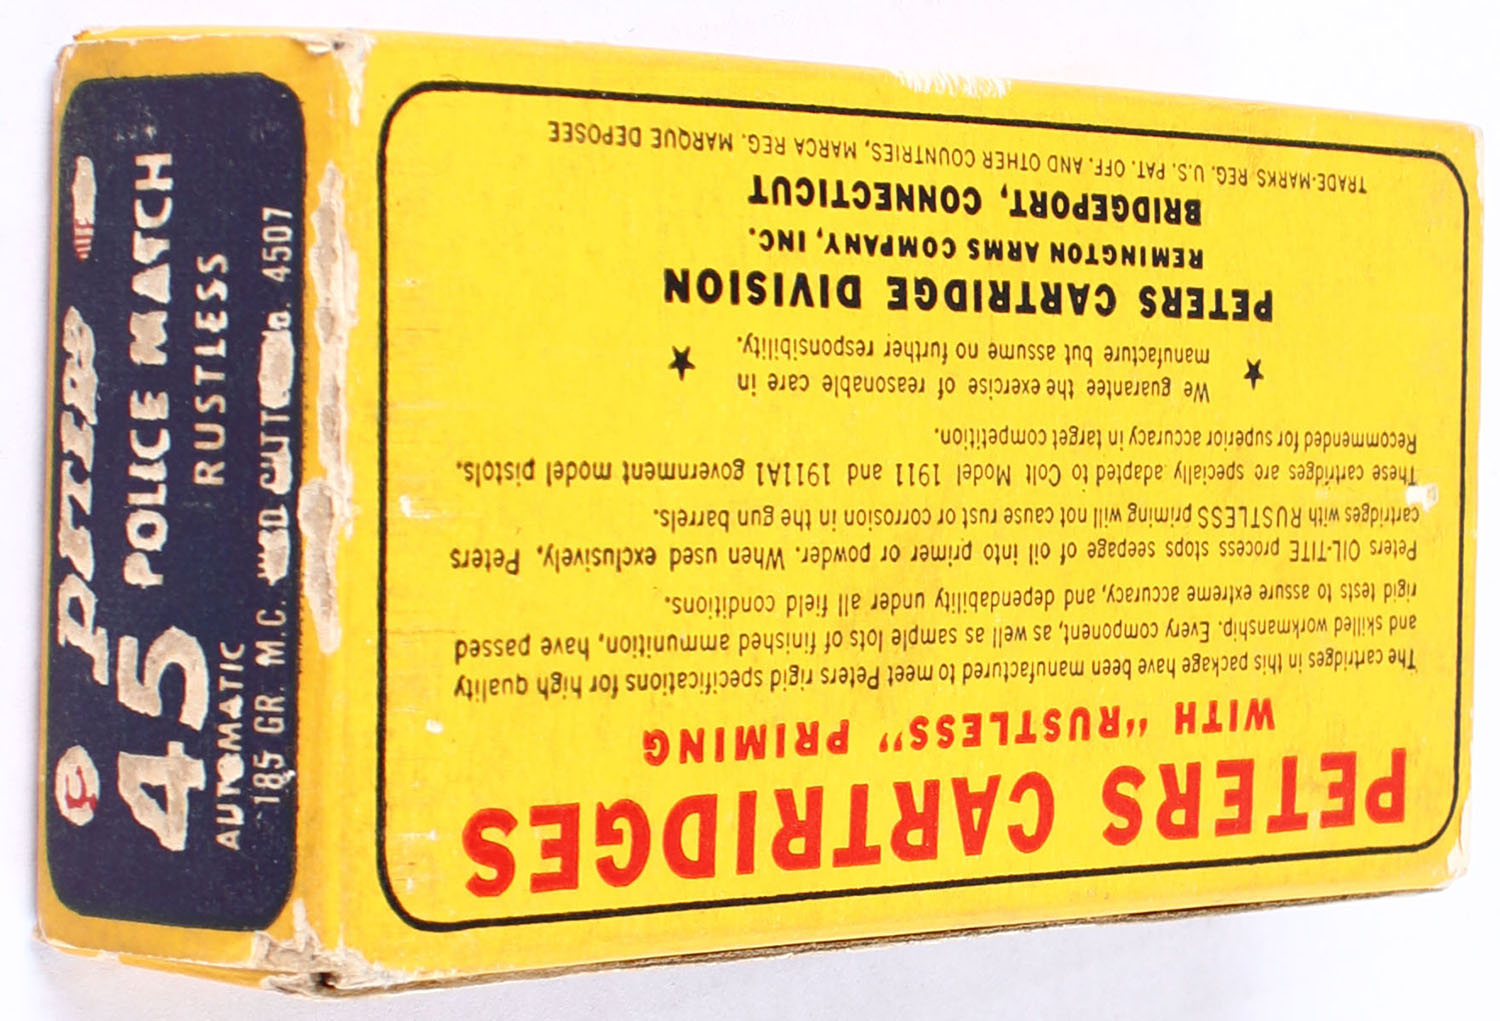 PETERS CARTRIDGES
WITH "RUSTLESS" PRIMING
The cartridges in this package have been manufactured to meet Peters rigid specifications for high quality
and skilled workmanship. Every component, as well as sample lots of finished ammunition, have passed
rigid tests to assure extreme accuracy, and dependability under all field conditions.
Peters OIL-TITE process stops seepage of oil into primer or powder. When used exclusively, Peters
cartridges with RUSTLESS priming will not cause rust or corrosion in the gun barrels.
These cartridges are specially adapted to Colt Model 1911 and 1911A1 government model pistols.
Recommended for superior accuracy in target competition.
We guarantee the exercise of reasonable care in
manufacture but assume no further responsibility.
PETERS CARTRIDGE DIVISION
REMINGTON ARMS COMPANY, INC.
BRIDGEPORT, CONNECTICUT
TRADE-MARKS REG. U.S. PAT. OFF. AND OTHER COUNTRIES, MARCA REG. MARQUE DEPOSEE
P PETERS
45 POLICE MATCH
AUTOMATIC RUSTLESS
185 GR. M.C. 4507